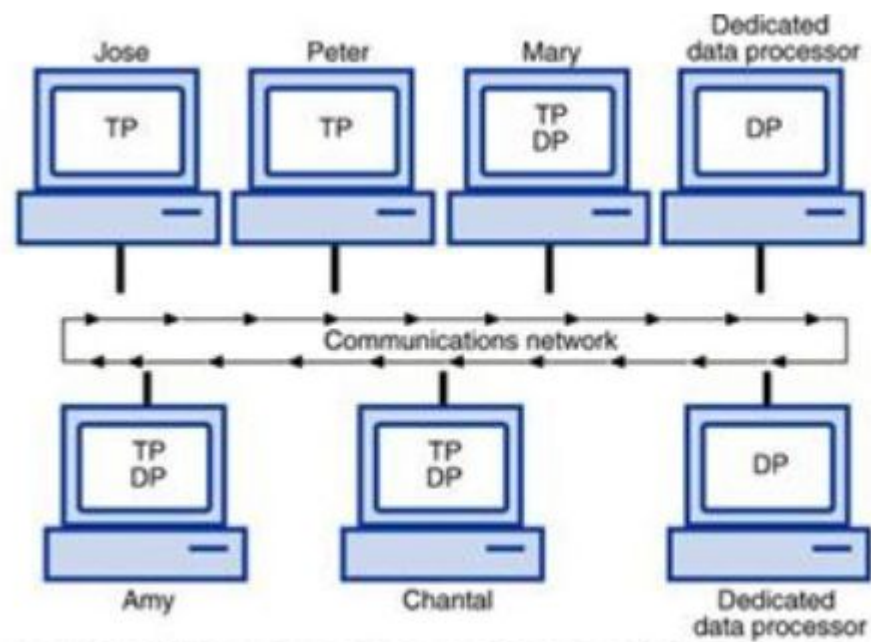 Jose
Peter
Mary
Dedicated
data processor
TP
TP
TP
DP
DP
Communications network
TP
DP
TP
DP
DP
Amy
Chantal
Dedicated
data processor